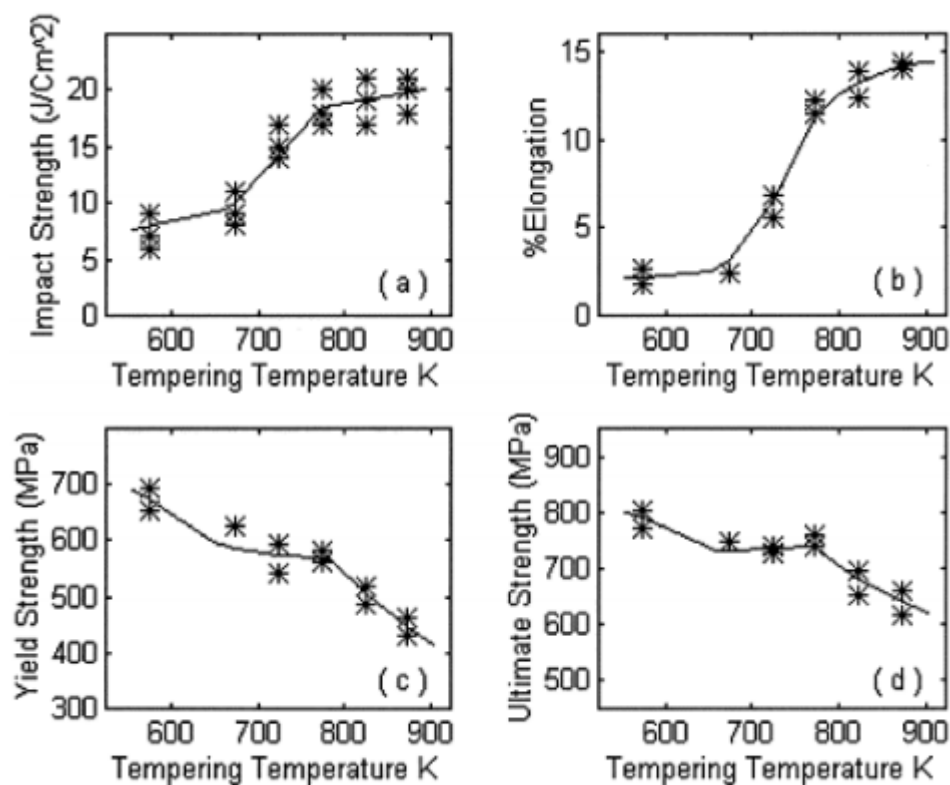 Impact Strength (J/Cm^2)
20
15
10
5
0
( a )
600 700 800 900
Tempering Temperature K
%Elongation
15
10
5
0
( b )
600 700 800 900
Tempering Temperature K
Yield Strength (MPa)
700
600
500
400
300
( c )
600 700 800 900
Tempering Temperature K
Ultimate Strength (MPa)
900
800
700
600
500
( d )
600 700 800 900
Tempering Temperature K